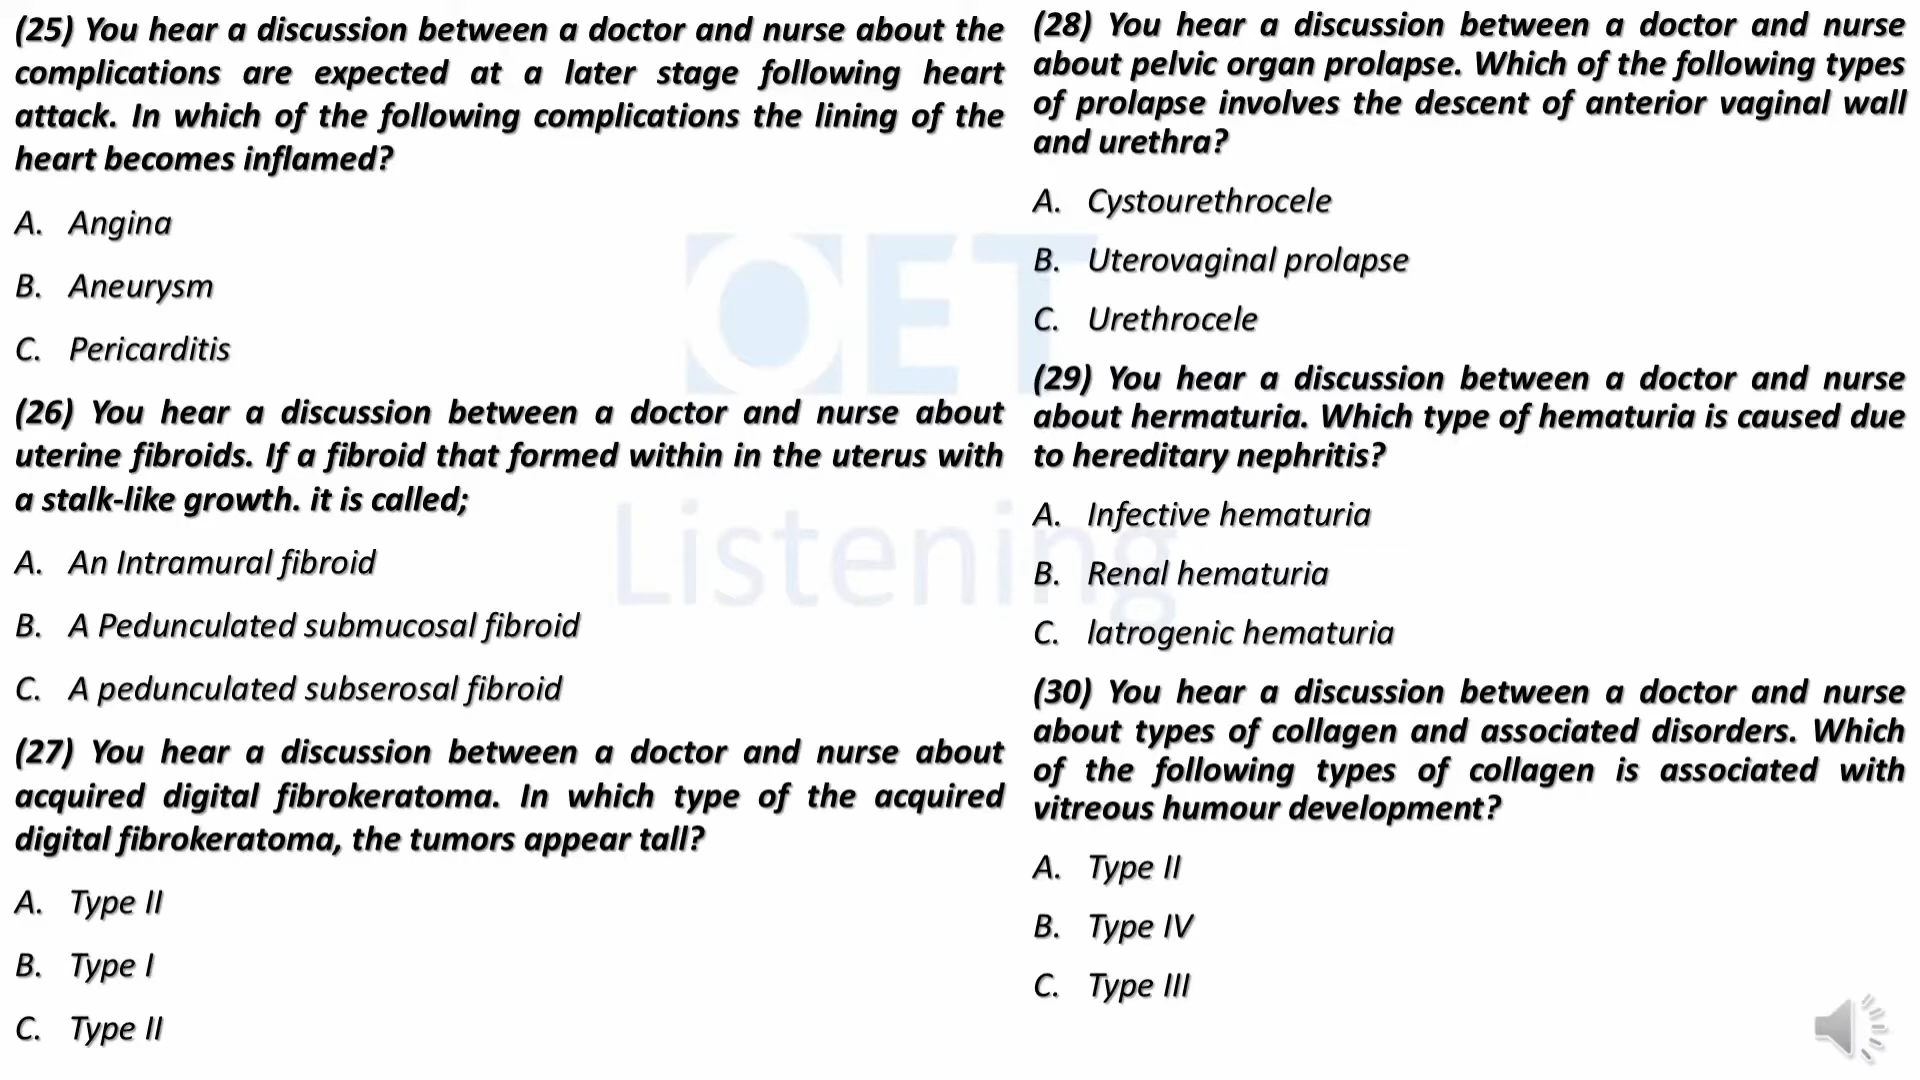 (25) You hear a discussion between a doctor and nurse about the
complications are expected at a later stage following heart
attack. In which of the following complications the lining of the
heart becomes inflamed?
A. Angina
B. Aneurysm
C. Pericarditis
(26) You hear a discussion between a doctor and nurse about
uterine fibroids. If a fibroid that formed within in the uterus with
a stalk-like growth. it is called;
A. An Intramural fibroid
B. A Pedunculated submucosal fibroid
C. A pedunculated subserosal fibroid
(27) You hear a discussion between a doctor and nurse about
acquired digital fibrokeratoma. In which type of the acquired
digital fibrokeratoma, the tumors appear tall?
A. Type II
B. Type I
C. Type II
(28) You hear a discussion between a doctor and nurse
about pelvic organ prolapse. Which of the following types
of prolapse involves the descent of anterior vaginal wall
and urethra?
A. Cystourethrocele
B. Uterovaginal prolapse
C. Urethrocele
(29) You hear a discussion between a doctor and nurse
about hermaturia. Which type of hematuria is caused due
to hereditary nephritis?
A. Infective hematuria
B. Renal hematuria
C. Iatrogenic hematuria
(30) You hear a discussion between a doctor and nurse
about types of collagen and associated disorders. Which
of the following types of collagen is associated with
vitreous humour development?
A. Type II
B. Type IV
C. Type III
OET
Listening